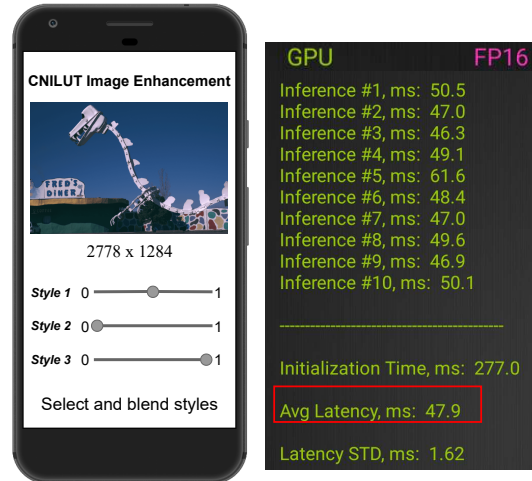 CNILUT Image Enhancement
FRED'S
DINER
2778 x 1284
Style 1 0 1
Style 2 0 1
Style 3 0 1
Select and blend styles
GPU FP16
Inference #1, ms: 50.5
Inference #2, ms: 47.0
Inference #3, ms: 46.3
Inference #4, ms: 49.1
Inference #5, ms: 61.6
Inference #6, ms: 48.4
Inference #7, ms: 47.0
Inference #8, ms: 49.6
Inference #9, ms: 46.9
Inference #10, ms: 50.1
------------------------------------------------
Initialization Time, ms: 277.0
Avg Latency, ms: 47.9
Latency STD, ms: 1.62